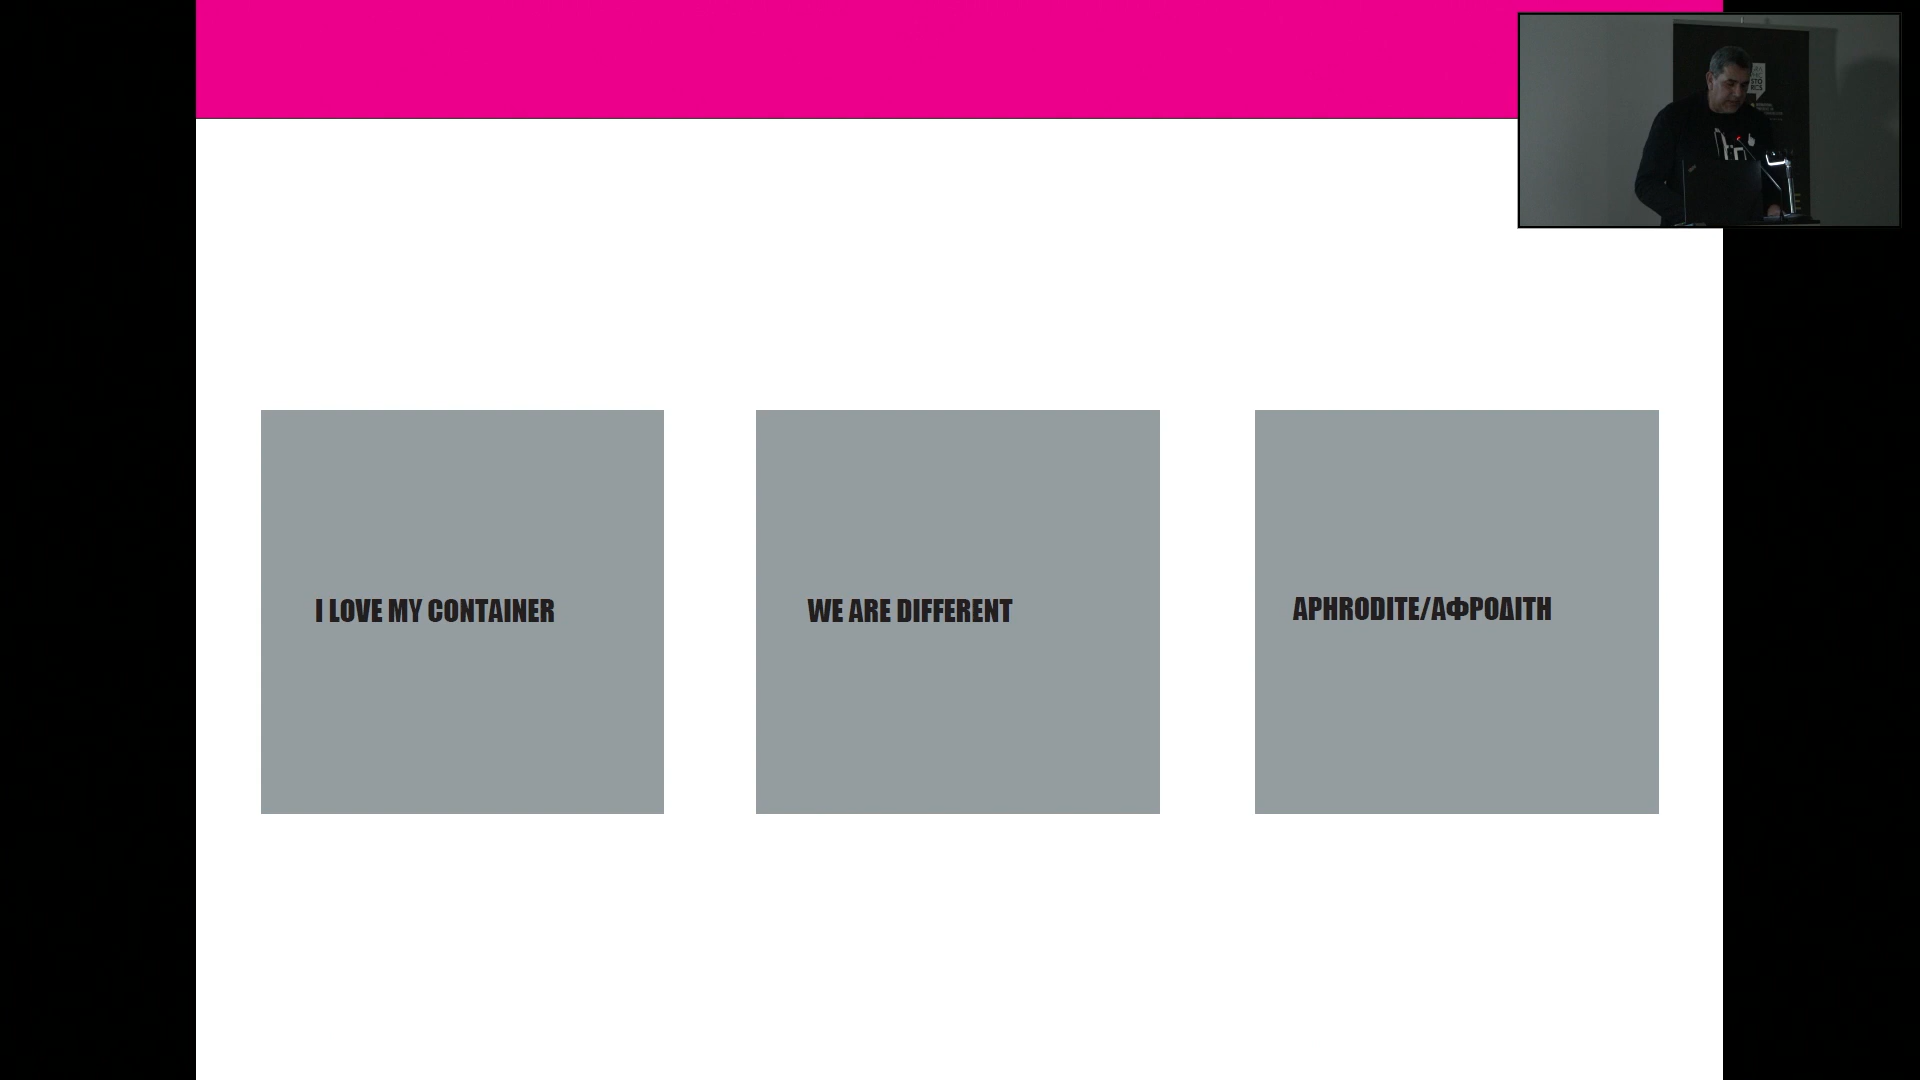 I LOVE MY CONTAINER
WE ARE DIFFERENT
APHRODITE/ΑΦΡΟΔΙΤΗ